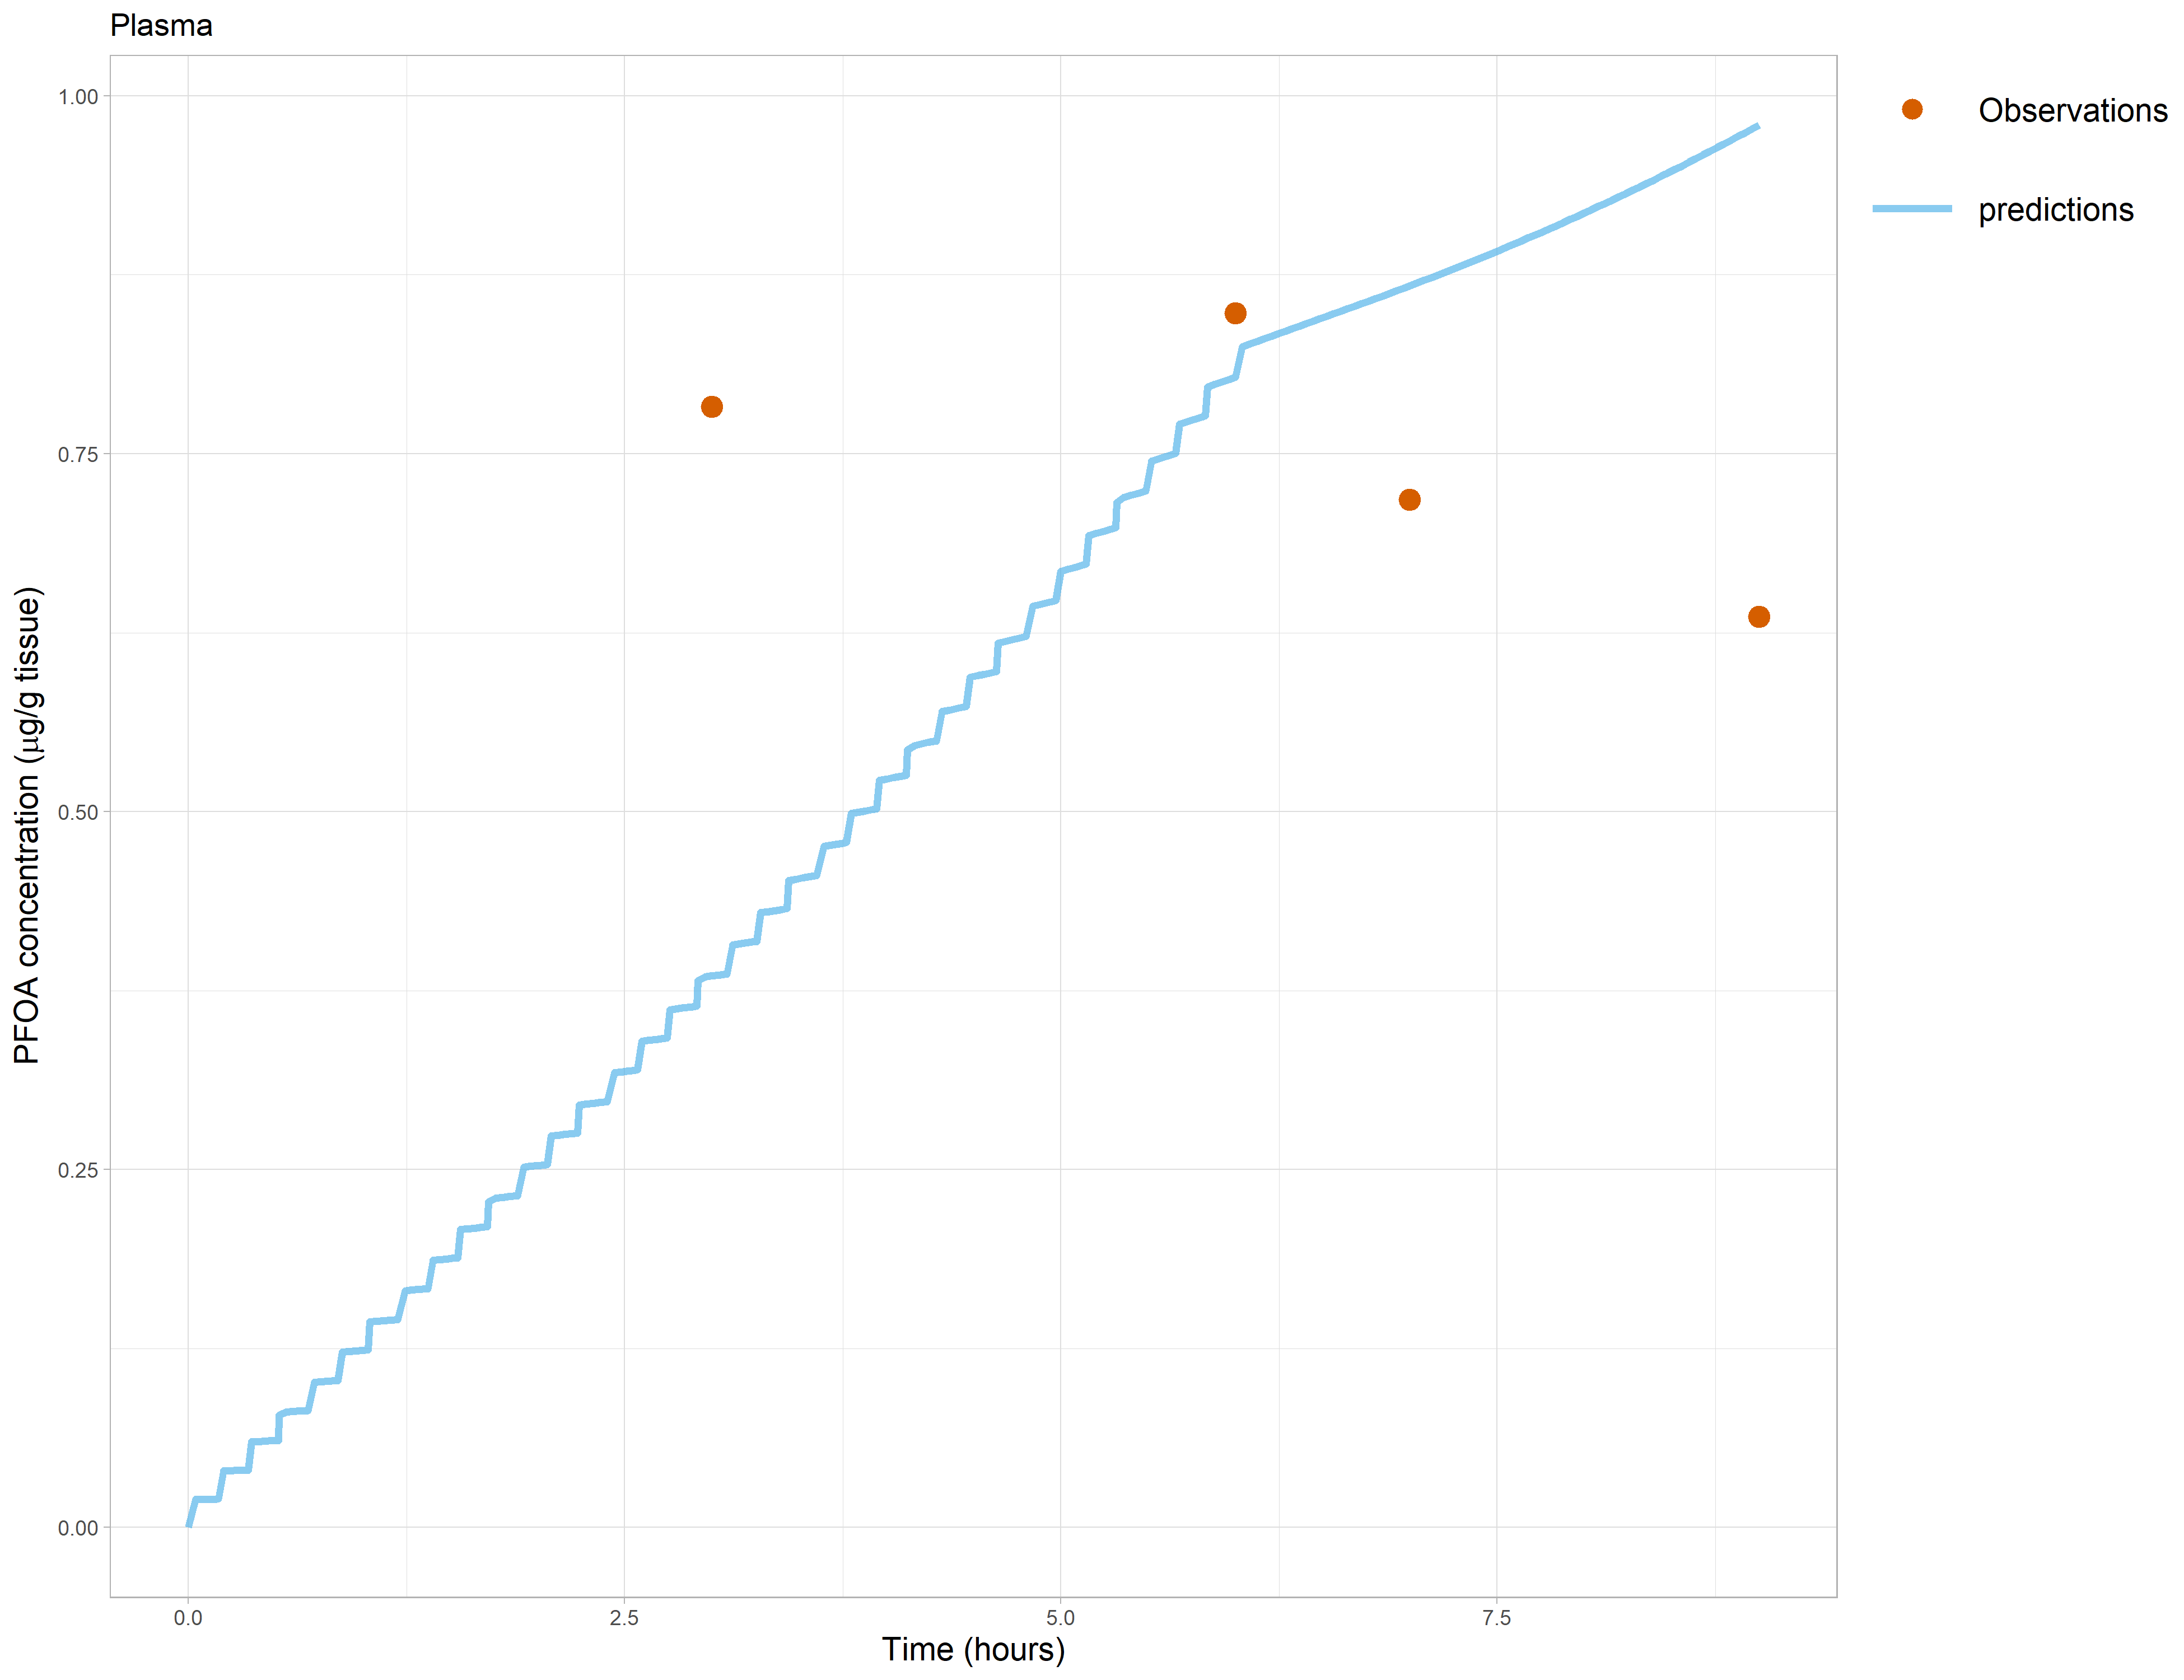 Plasma
PFOA concentration (μg/g tissue)
1.00
0.75
0.50
0.25
0.00
0.0 2.5 5.0 7.5
Time (hours)
Observations
predictions